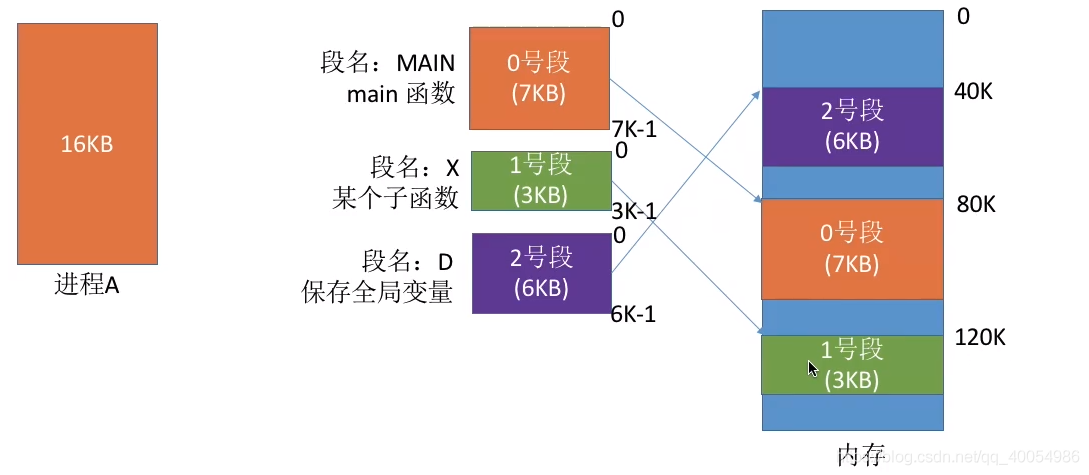 16KB
进程A
段名：MAIN
main 函数
0号段
(7KB)
0
7K-1
段名：X
某个子函数
1号段
(3KB)
0
3K-1
段名：D
保存全局变量
2号段
(6KB)
0
6K-1
0
40K
2号段
(6KB)
80K
0号段
(7KB)
120K
1号段
(3KB)
内存
blog.csdn.net/qq_40054986